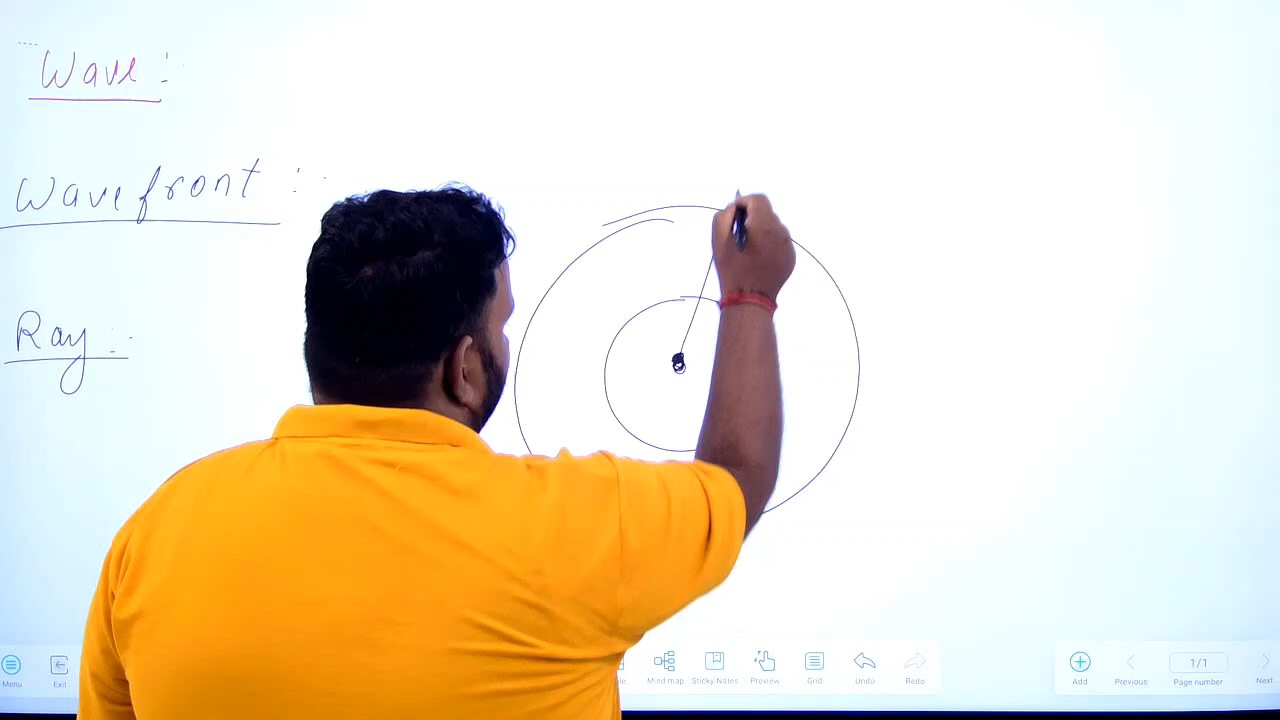 Wave :
Wavefront :
Ray :
Menu
Exit
Mind map
Sticky-Notes
Preview
Grid
Undo
Redo
Add
Previous
1/1
Page number
Next